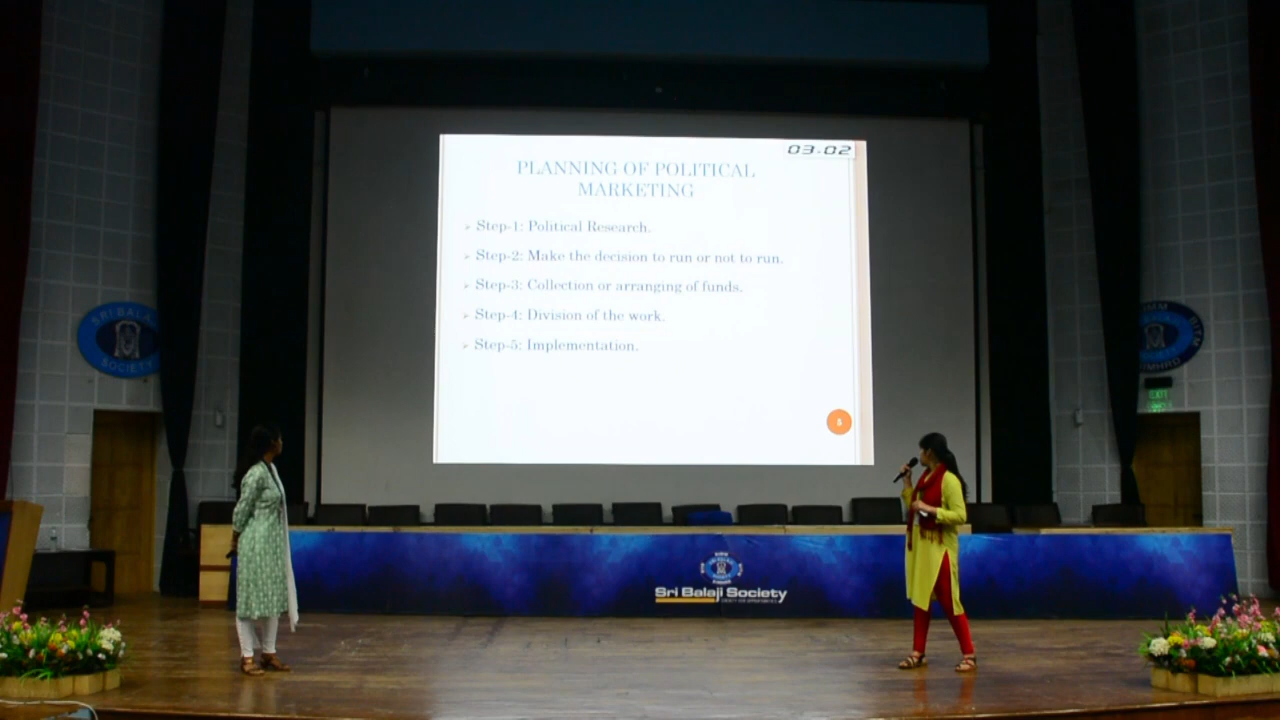 03-02
PLANNING OF POLITICAL
MARKETING
Step-1: Political Research.
Step-2: Make the decision to run or not to run.
Step-3: Collection or arranging of funds.
Step-4: Division of the work.
Step-5: Implementation.
SRI BALAJI
SOCIETY
BITM
EXIT
Sri Balaji Society